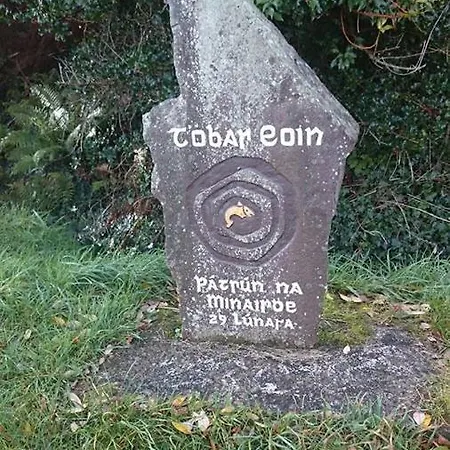 Tobar Eoin
Pátrún na
Minairde
29 Lúnasa